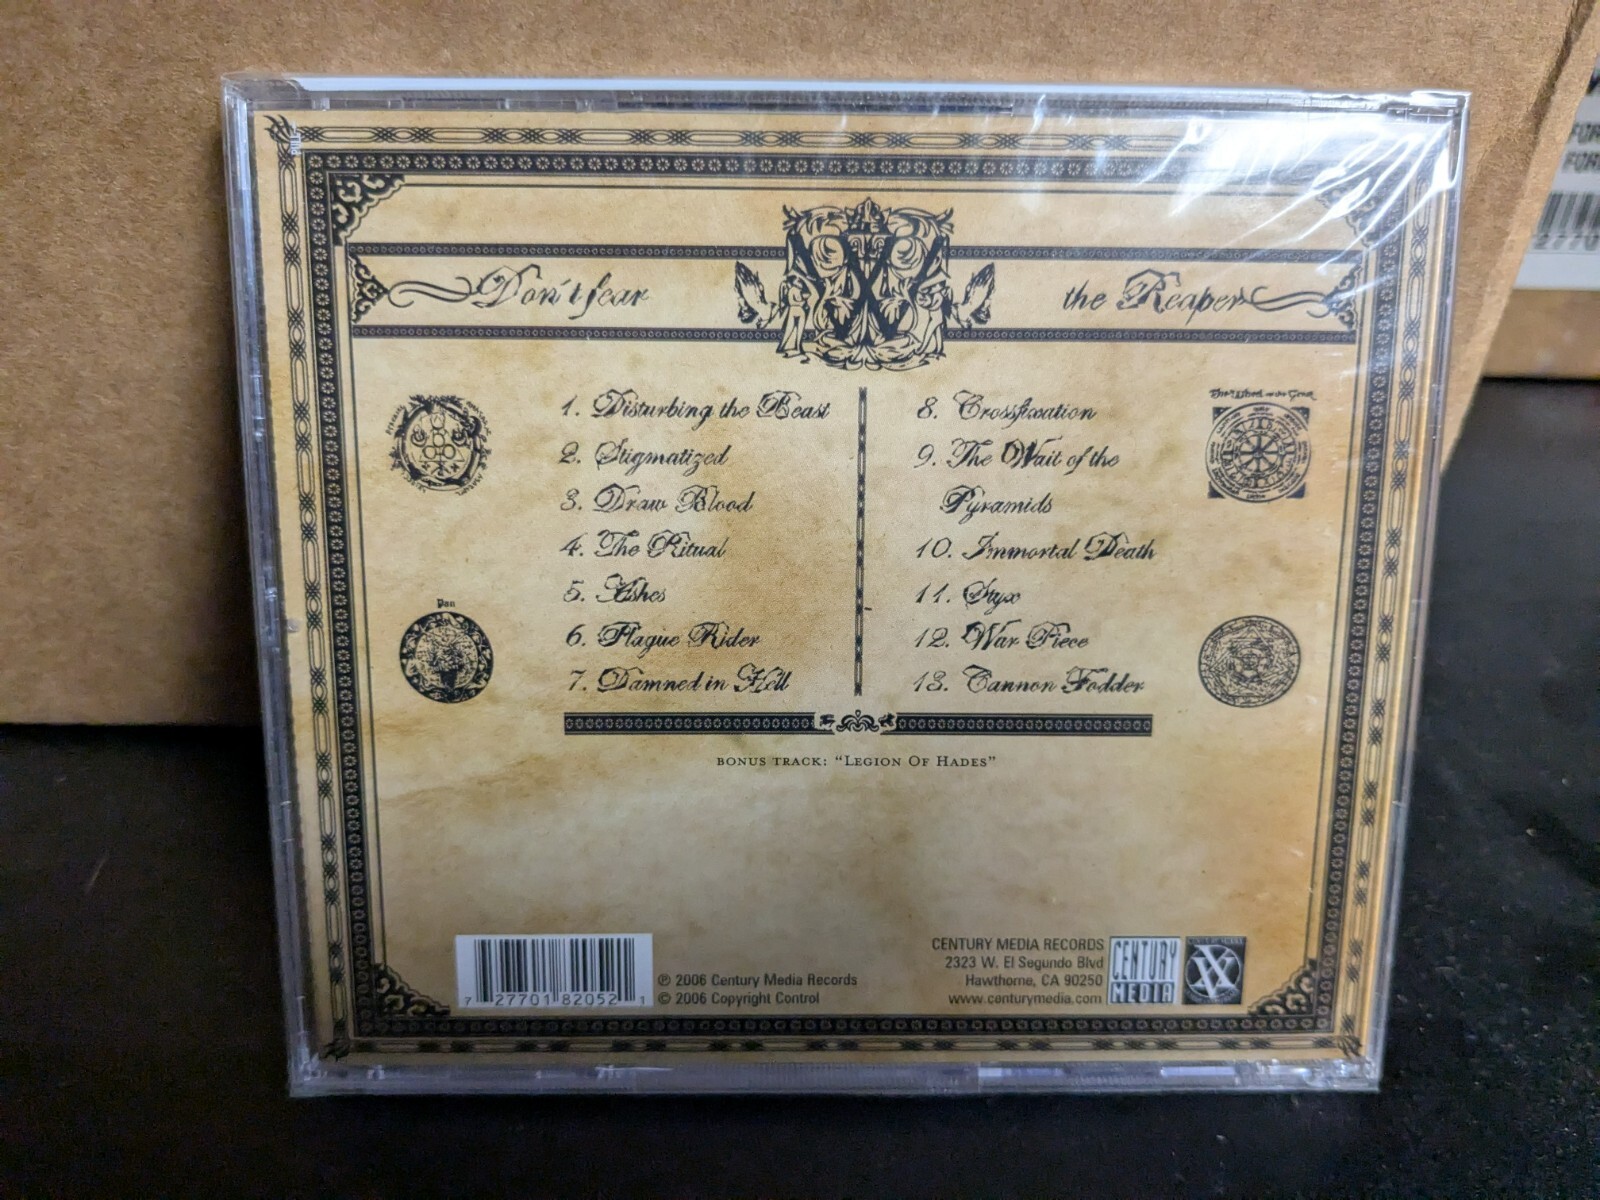 Don't fear
the Reaper
1. Disturbing the Beast
2. Stigmatized
3. Draw Blood
4. The Ritual
5. Ashes
6. Plague Rider
7. Damned in Hell
8. Crossfixation
9. The Wait of the
Pyramids
10. Immortal Death
11. Styx
12. War Piece
13. Cannon Fodder
Pan
BONUS TRACK: “LEGION OF HADES”
7 27701 82052 1
℗ 2006 Century Media Records
© 2006 Copyright Control
CENTURY MEDIA RECORDS
2323 W. El Segundo Blvd
Hawthorne, CA 90250
www.centurymedia.com
CENTURY
MEDIA